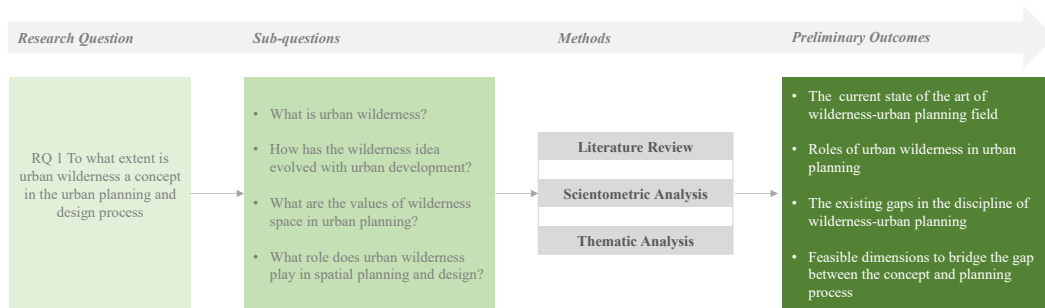 Research Question
Sub-questions
Methods
Preliminary Outcomes
RQ 1 To what extent is
urban wilderness a concept
in the urban planning and
design process
• What is urban wilderness?
• How has the wilderness idea
evolved with urban development?
• What are the values of wilderness
space in urban planning?
• What role does urban wilderness
play in spatial planning and design?
Literature Review
Scientometric Analysis
Thematic Analysis
• The current state of the art of
wilderness-urban planning field
• Roles of urban wilderness in urban
planning
• The existing gaps in the discipline of
wilderness-urban planning
• Feasible dimensions to bridge the gap
between the concept and planning
process